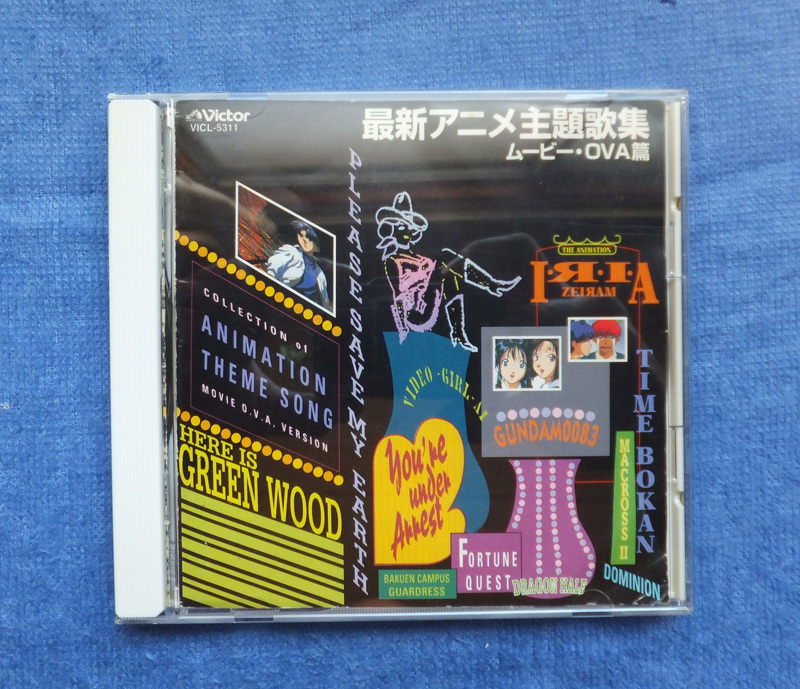 Victor
VICL-5311
最新アニメ主題歌集
ムービー・OVA篇
PLEASE SAVE MY EARTH
COLLECTION of
ANIMATION
THEME SONG
MOVIE O.V.A. VERSION
HERE IS
GREEN WOOD
VIDEO·GIRL·AI
You're
under
Arrest
THE ANIMATION
I·R·I·A
ZEIRAM
GUNDAM0083
TIME BOKAN
MACROSS II
FORTUNE
QUEST
BAKUEN CAMPUS
GUARDRESS
DRAGON HALF
DOMINION